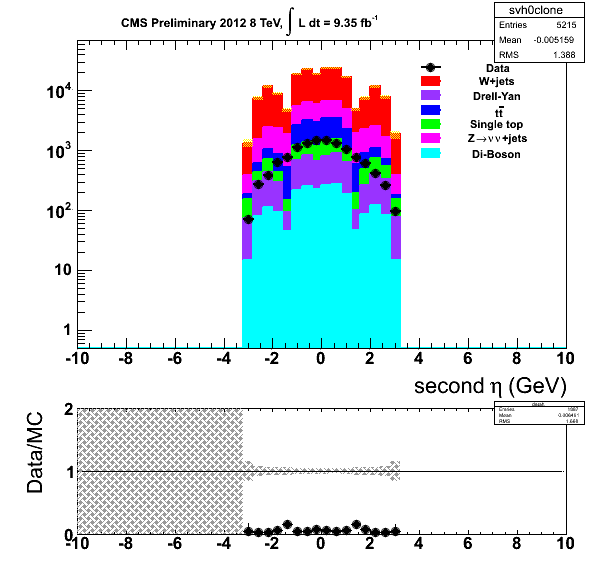 CMS Preliminary 2012 8 TeV, ∫ L dt = 9.35 fb⁻¹
svh0clone
Entries 5215
Mean -0.005159
RMS 1.388
Data
W+jets
Drell-Yan
tt̅
Single top
Z→νν+jets
Di-Boson
10⁴
10³
10²
10
1
-10 -8 -6 -4 -2 0 2 4 6 8 10
second η (GeV)
Entries
Mean
RMS
Data/MC
2
1
0
-10 -8 -6 -4 -2 0 2 4 6 8 10